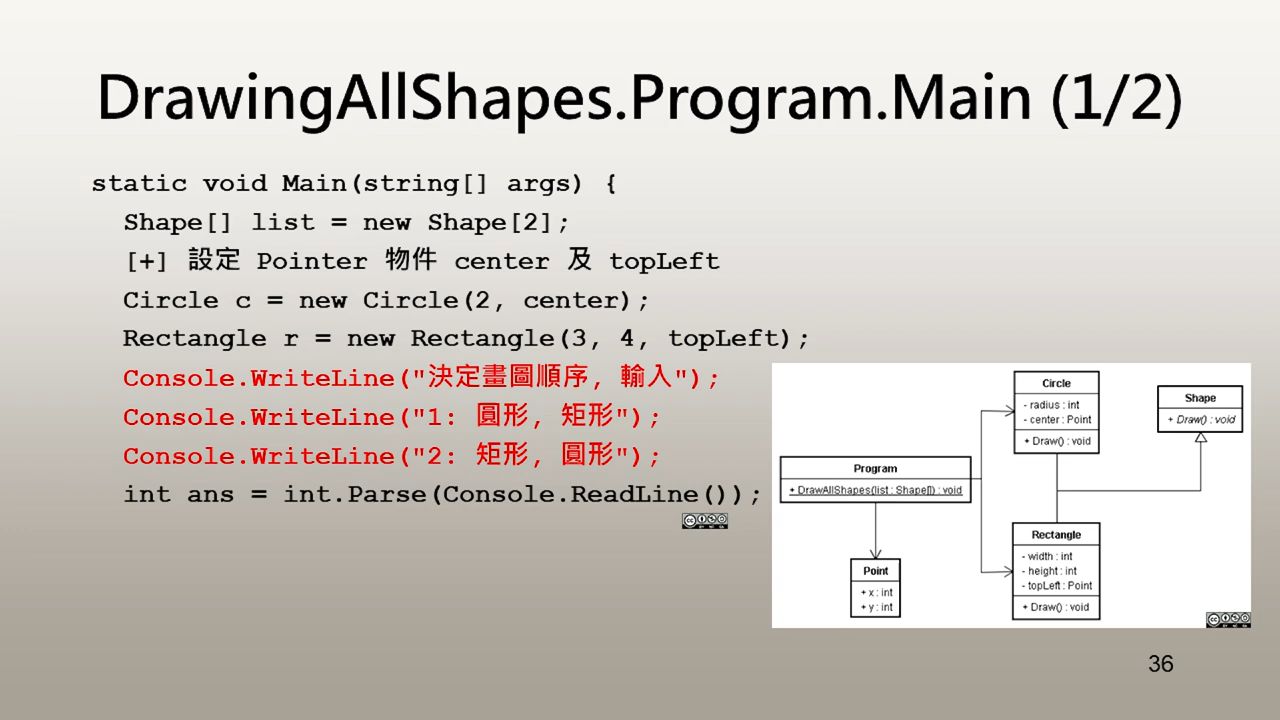 DrawingAllShapes.Program.Main (1/2)
static void Main(string[] args) {
Shape[] list = new Shape[2];
[+] 設定 Pointer 物件 center 及 topLeft
Circle c = new Circle(2, center);
Rectangle r = new Rectangle(3, 4, topLeft);
Console.WriteLine("決定畫圖順序, 輸入");
Console.WriteLine("1: 圓形, 矩形");
Console.WriteLine("2: 矩形, 圓形");
int ans = int.Parse(Console.ReadLine());
Circle
- radius : int
- center : Point
+ Draw() : void
Shape
+ Draw() : void
Program
+ DrawAllShapes(list : Shape[]) : void
Point
+ x : int
+ y : int
Rectangle
- width : int
- height : int
- topLeft : Point
+ Draw() : void
36